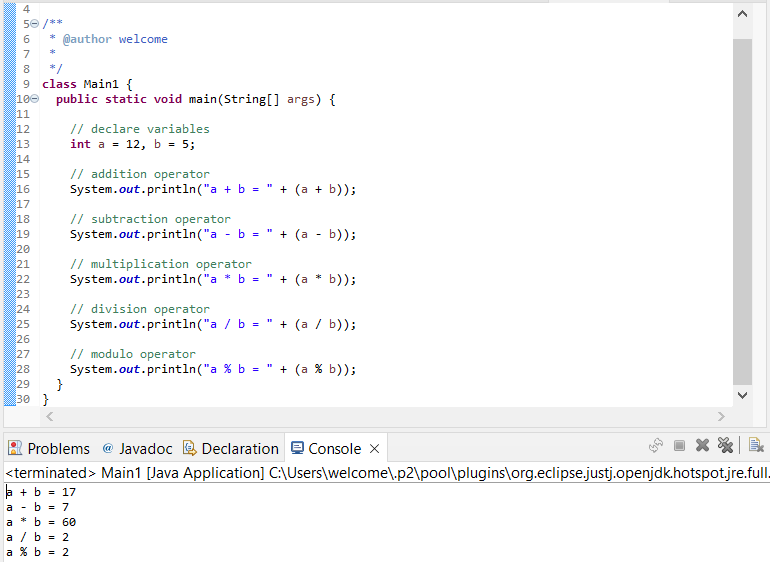 4
5 /**
6  * @author welcome
7  *
8  */
9 class Main1 {
10   public static void main(String[] args) {
11
12     // declare variables
13     int a = 12, b = 5;
14
15     // addition operator
16     System.out.println("a + b = " + (a + b));
17
18     // subtraction operator
19     System.out.println("a - b = " + (a - b));
20
21     // multiplication operator
22     System.out.println("a * b = " + (a * b));
23
24     // division operator
25     System.out.println("a / b = " + (a / b));
26
27     // modulo operator
28     System.out.println("a % b = " + (a % b));
29   }
30 }
Problems @ Javadoc Declaration Console
<terminated> Main1 [Java Application] C:\Users\welcome\.p2\pool\plugins\org.eclipse.justj.openjdk.hotspot.jre.full.
a + b = 17
a - b = 7
a * b = 60
a / b = 2
a % b = 2